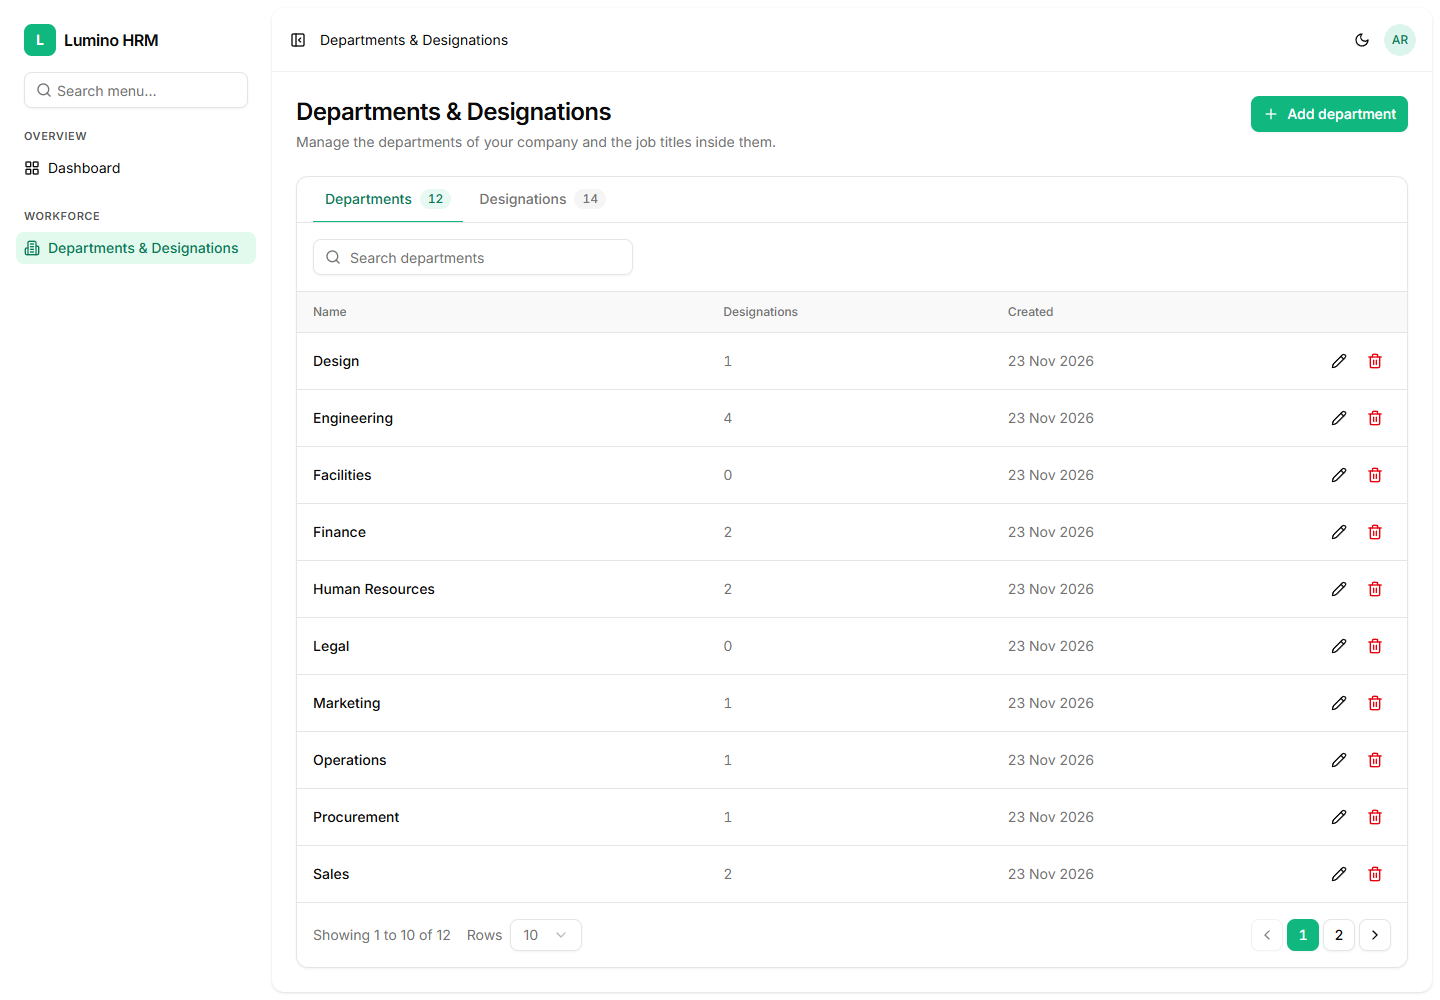 L Lumino HRM
Search menu...
OVERVIEW
Dashboard
WORKFORCE
Departments & Designations
Departments & Designations
AR
Departments & Designations
Manage the departments of your company and the job titles inside them.
Add department
Departments 12 Designations 14
Search departments
Name Designations Created
Design 1 23 Nov 2026
Engineering 4 23 Nov 2026
Facilities 0 23 Nov 2026
Finance 2 23 Nov 2026
Human Resources 2 23 Nov 2026
Legal 0 23 Nov 2026
Marketing 1 23 Nov 2026
Operations 1 23 Nov 2026
Procurement 1 23 Nov 2026
Sales 2 23 Nov 2026
Showing 1 to 10 of 12 Rows 10 1 2